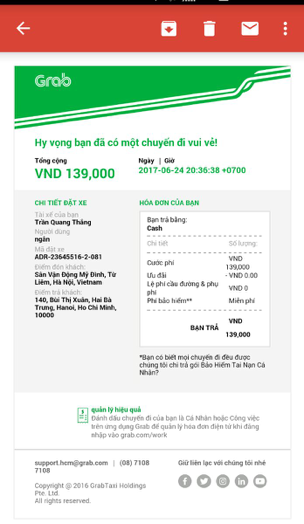 Grab
Hy vọng bạn đã có một chuyến đi vui vẻ!
Tổng cộng
VND 139,000
Ngày | Giờ
2017-06-24 20:36:38 +0700
CHI TIẾT ĐẶT XE
Tài xế của bạn
Trần Quang Thăng
Người dùng
ngân
Mã đặt xe
ADR-23645516-2-081
Điểm đón khách:
Sân Vận Động Mỹ Đình, Từ
Liêm, Hà Nội, Vietnam
Điểm trả khách:
140, Bùi Thị Xuân, Hai Bà
Trưng, Hanoi, Ho Chi Minh,
10000
HÓA ĐƠN CỦA BẠN
Bạn trả bằng:
Cash
Chi tiết Số lượng:
Cước phí VND
139,000
Ưu đãi - VND 0.00
Lệ phí cầu đường & phụ
phí VND 0
Phí bảo hiểm** Miễn phí
BẠN TRẢ VND
139,000
*Bạn có biết mọi chuyến đi đều được
chúng tôi chi trả gói Bảo Hiểm Tai Nạn Cá
Nhân?
quản lý hiệu quả
Đánh dấu chuyến đi của bạn là Cá Nhân hoặc Công việc
trên ứng dụng Grab để quản lý hóa đơn điện tử khi đăng
nhập vào grab.com/work
support.hcm@grab.com | (08) 7108
7108
Copyright @ 2016 GrabTaxi Holdings
Pte. Ltd.
All rights reserved.
Giữ liên lạc với chúng tôi nhé